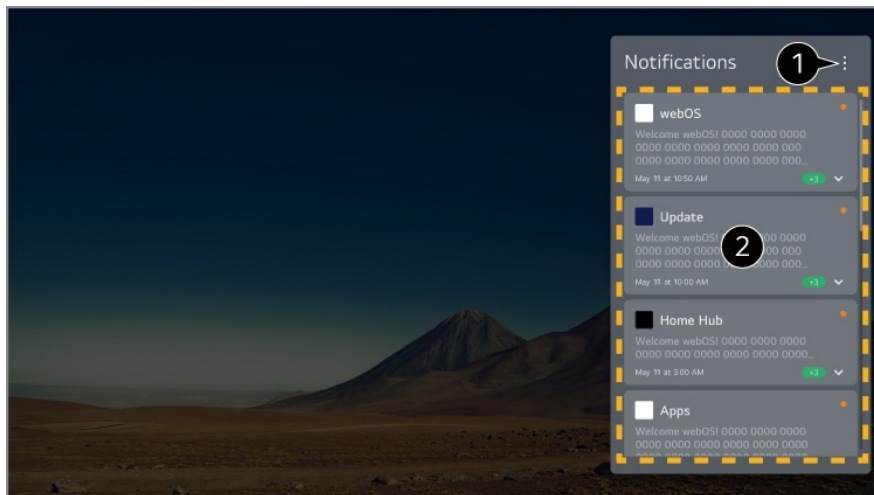 Notifications
1
webOS
Welcome webOS! 0000 0000 0000
0000 0000 0000 0000 0000 000
0000 0000 0000 0000 0000 000...
May 11 at 10:50 AM +3
Update
Welcome webOS! 0000 0000
0000 0000 0000 000
0000 0000 0000 0000 000...
2
May 11 at 10:00 AM +3
Home Hub
Welcome webOS! 0000 0000 0000
0000 0000 0000 0000 0000 0000...
May 11 at 3:00 AM +3
Apps
Welcome webOS! 0000 0000 0000
0000 0000 0000 0000 0000 0000